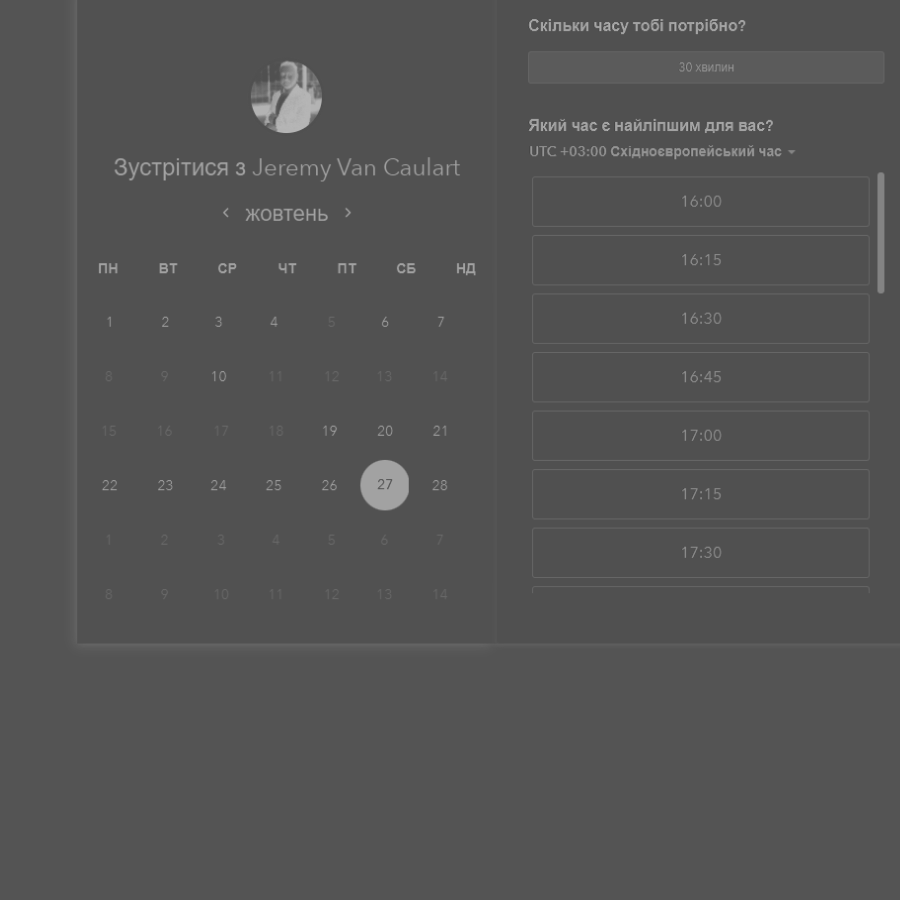 Зустрітися з Jeremy Van Caulart
‹ жовтень ›
ПН ВТ СР ЧТ ПТ СБ НД
1 2 3 4 5 6 7
8 9 10 11 12 13 14
15 16 17 18 19 20 21
22 23 24 25 26 27 28
1 2 3 4 5 6 7
8 9 10 11 12 13 14
Скільки часу тобі потрібно?
30 хвилин
Який час є найліпшим для вас?
UTC +03:00 Східноєвропейський час
16:00
16:15
16:30
16:45
17:00
17:15
17:30